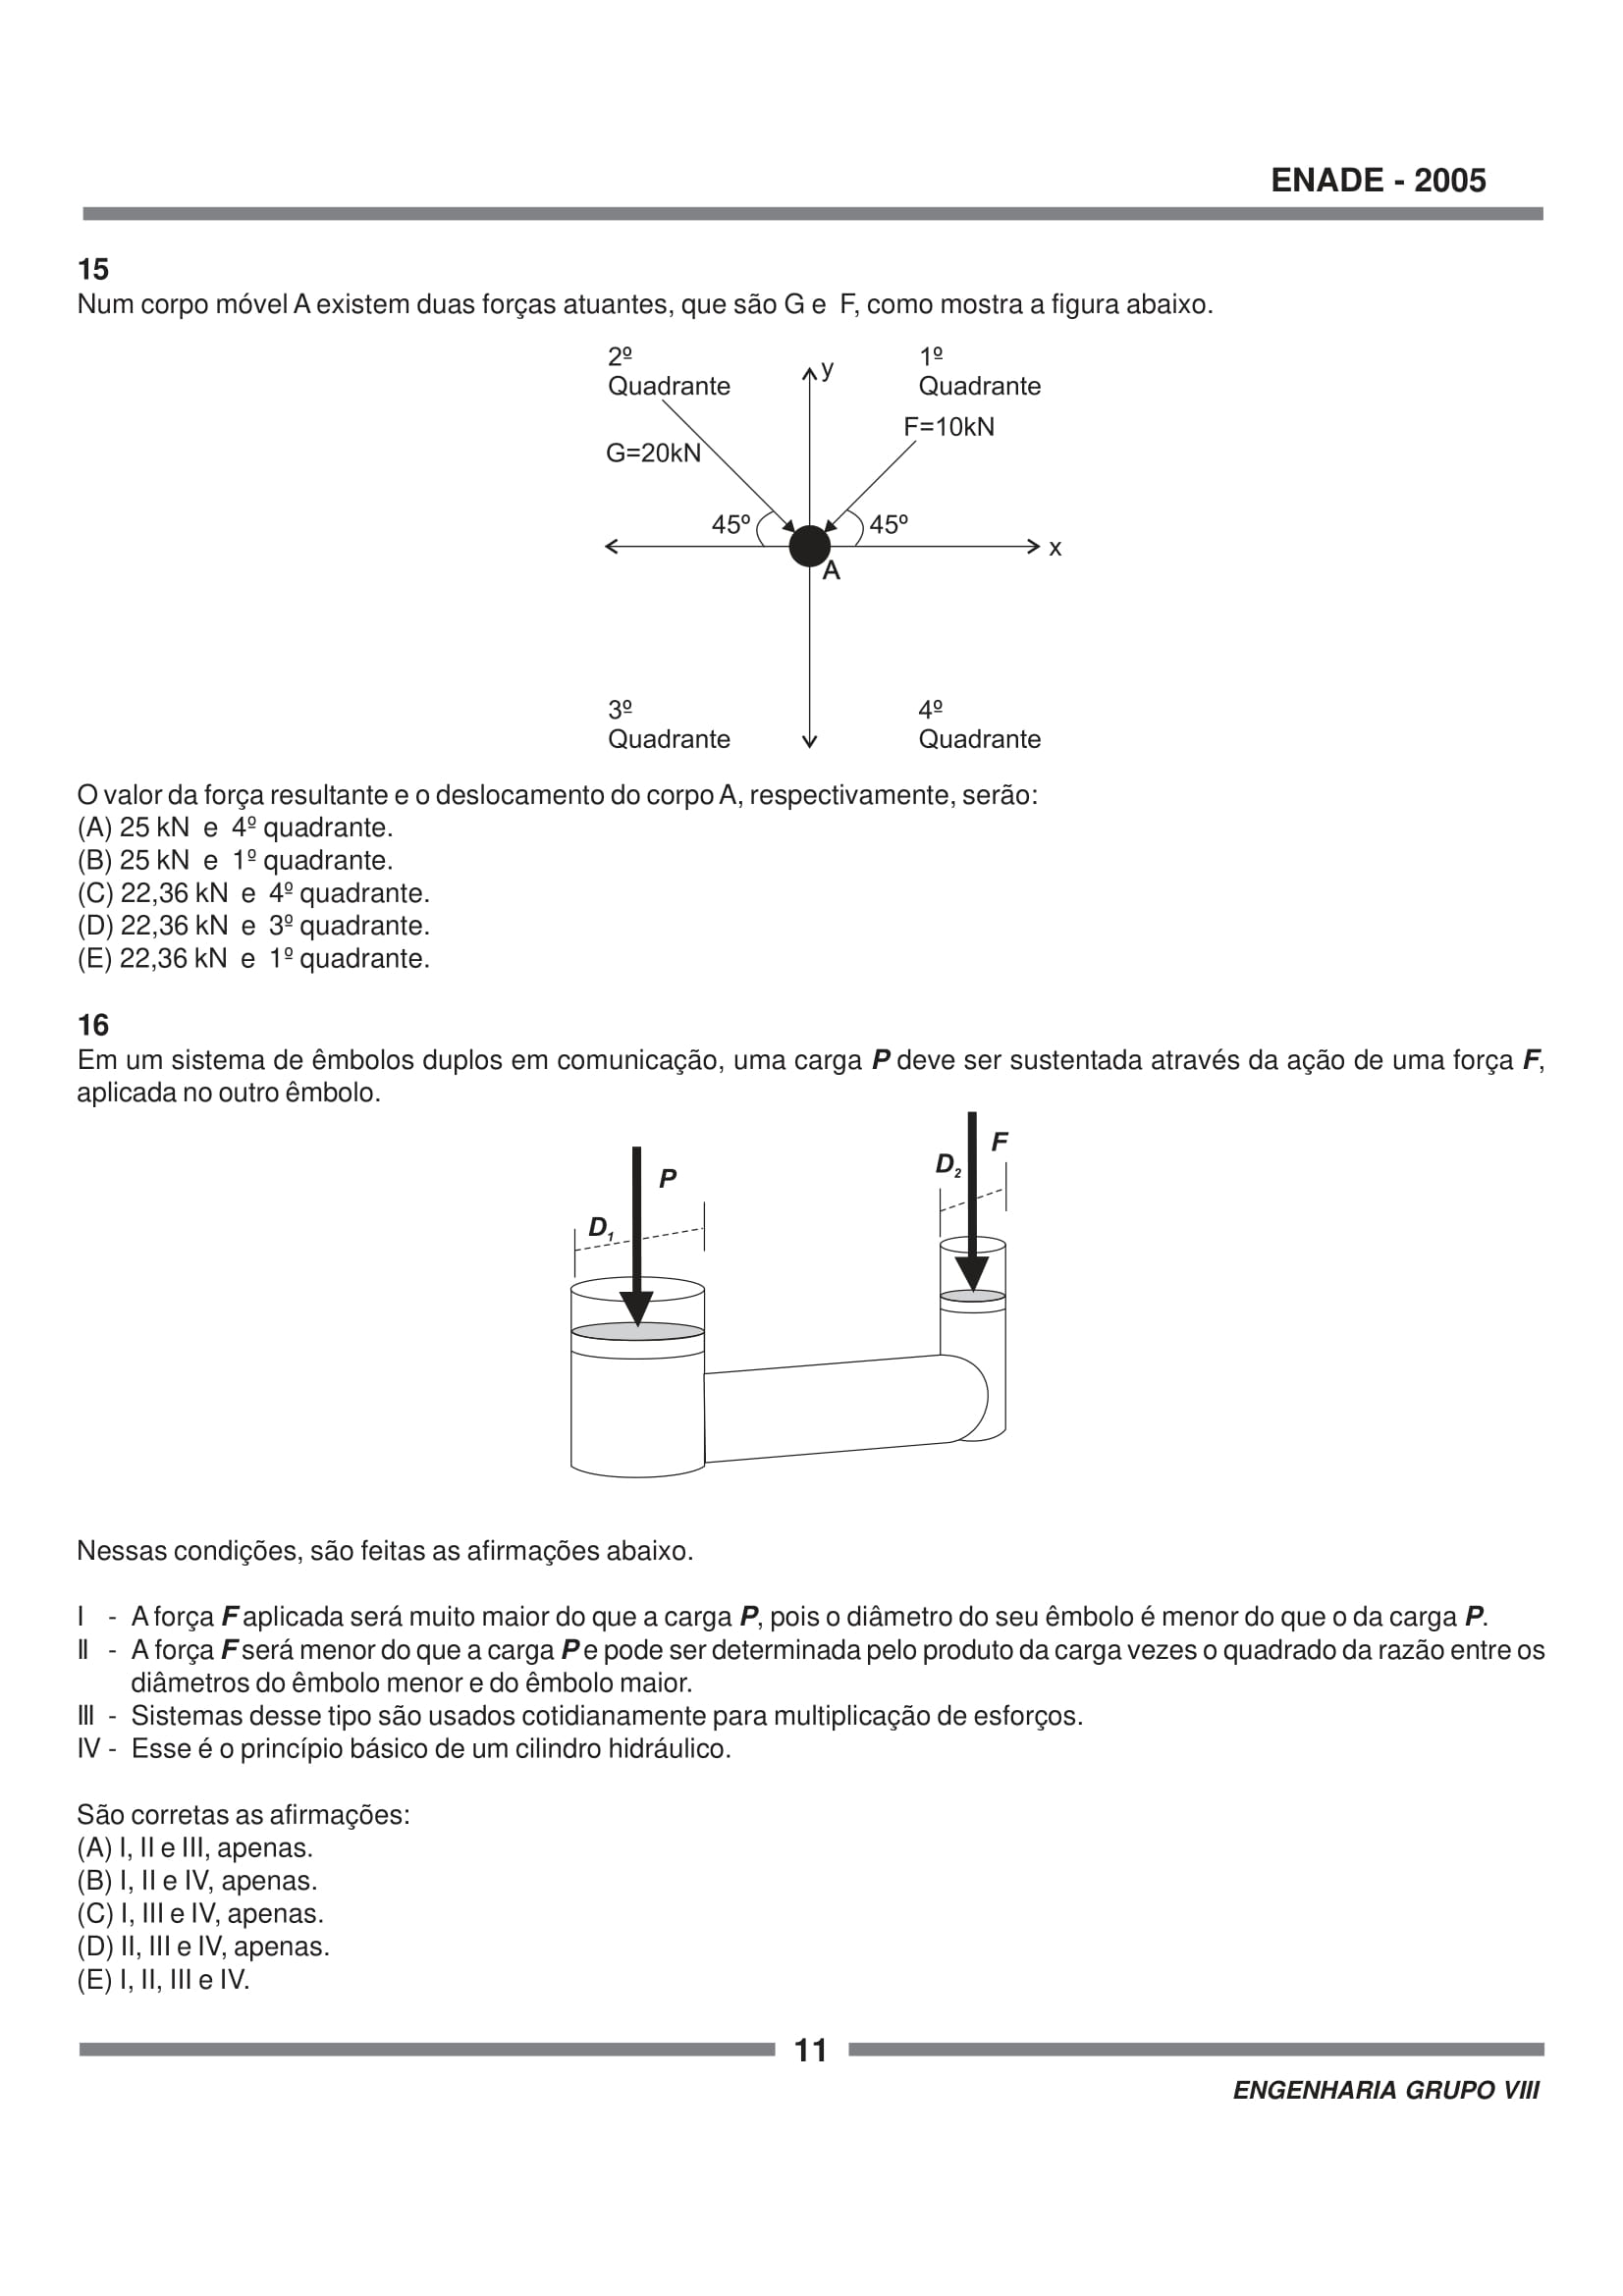 ENADE - 2005
15
Num corpo móvel A existem duas forças atuantes, que são G e F, como mostra a figura abaixo.
2º
Quadrante
y
1º
Quadrante
F=10kN
G=20kN
45º
45º
x
A
3º
Quadrante
4º
Quadrante
O valor da força resultante e o deslocamento do corpo A, respectivamente, serão:
(A) 25 kN e 4º quadrante.
(B) 25 kN e 1º quadrante.
(C) 22,36 kN e 4º quadrante.
(D) 22,36 kN e 3º quadrante.
(E) 22,36 kN e 1º quadrante.
16
Em um sistema de êmbolos duplos em comunicação, uma carga P deve ser sustentada através da ação de uma força F,
aplicada no outro êmbolo.
F
D2
P
D1
Nessas condições, são feitas as afirmações abaixo.
I - A força F aplicada será muito maior do que a carga P, pois o diâmetro do seu êmbolo é menor do que o da carga P.
II - A força F será menor do que a carga P e pode ser determinada pelo produto da carga vezes o quadrado da razão entre os
diâmetros do êmbolo menor e do êmbolo maior.
III - Sistemas desse tipo são usados cotidianamente para multiplicação de esforços.
IV - Esse é o princípio básico de um cilindro hidráulico.
São corretas as afirmações:
(A) I, II e III, apenas.
(B) I, II e IV, apenas.
(C) I, III e IV, apenas.
(D) II, III e IV, apenas.
(E) I, II, III e IV.
11
ENGENHARIA GRUPO VIII